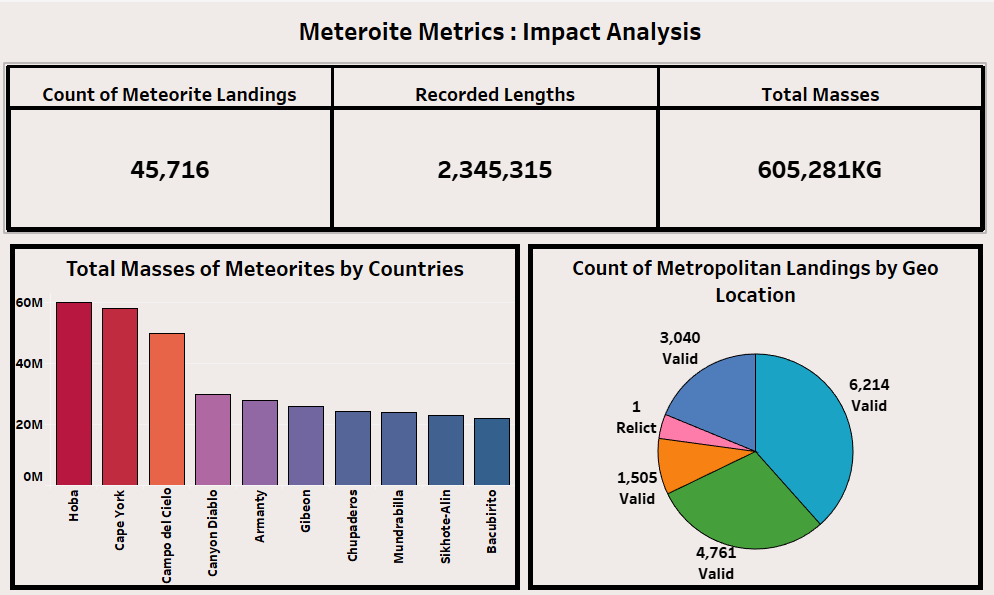 Meteroite Metrics : Impact Analysis
Count of Meteorite Landings
Recorded Lengths
Total Masses
45,716
2,345,315
605,281KG
Total Masses of Meteorites by Countries
60M
40M
20M
0M
Hoba
Cape York
Campo del Cielo
Canyon Diablo
Armanty
Gibeon
Chupaderos
Mundrabilla
Sikhote-Alin
Bacubirito
Count of Metropolitan Landings by Geo
Location
3,040
Valid
6,214
Valid
1
Relict
1,505
Valid
4,761
Valid